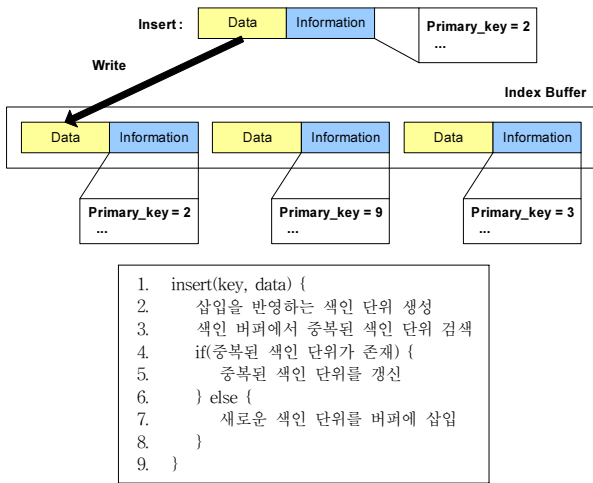 Insert :
Data
Information
Primary_key = 2
...
Write
Index Buffer
Data
Information
Data
Information
Data
Information
Primary_key = 2
...
Primary_key = 9
...
Primary_key = 3
...
1. insert(key, data) {
2. 삽입을 반영하는 색인 단위 생성
3. 색인 버퍼에서 중복된 색인 단위 검색
4. if(중복된 색인 단위가 존재) {
5. 중복된 색인 단위를 갱신
6. } else {
7. 새로운 색인 단위를 버퍼에 삽입
8. }
9. }